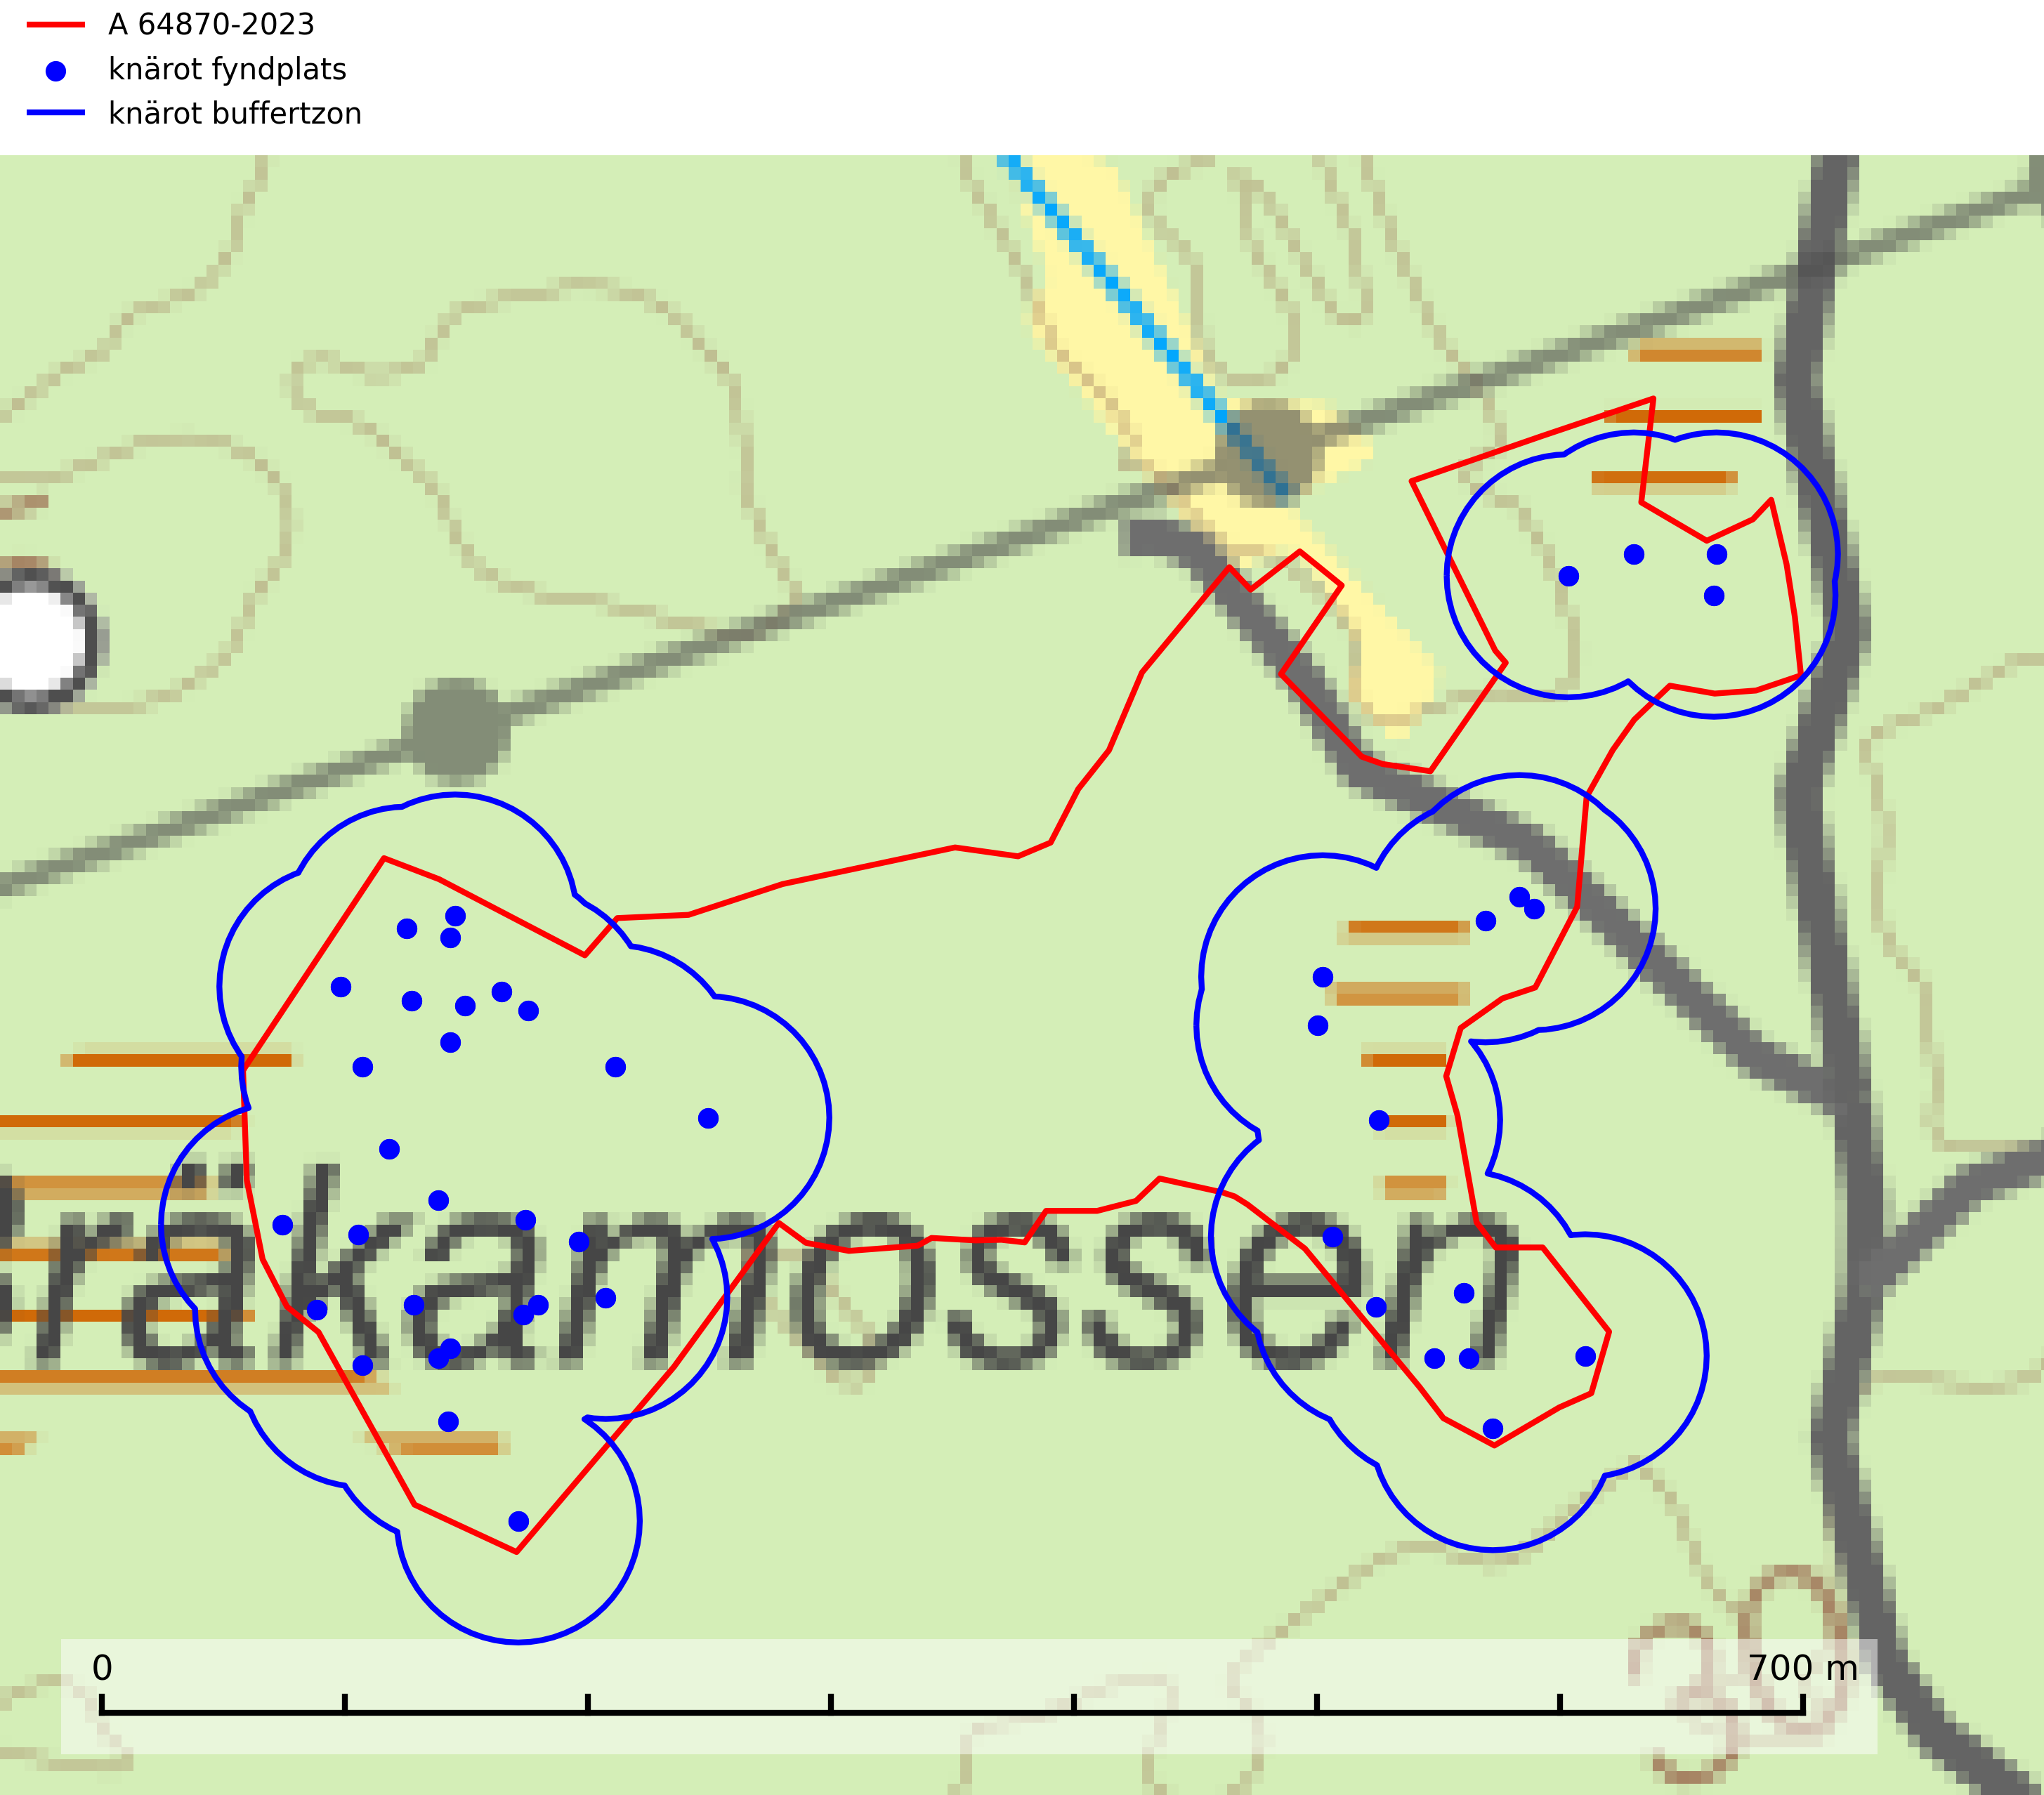 A 64870-2023
knärot fyndplats
knärot buffertzon
räkamossen
0 700 m